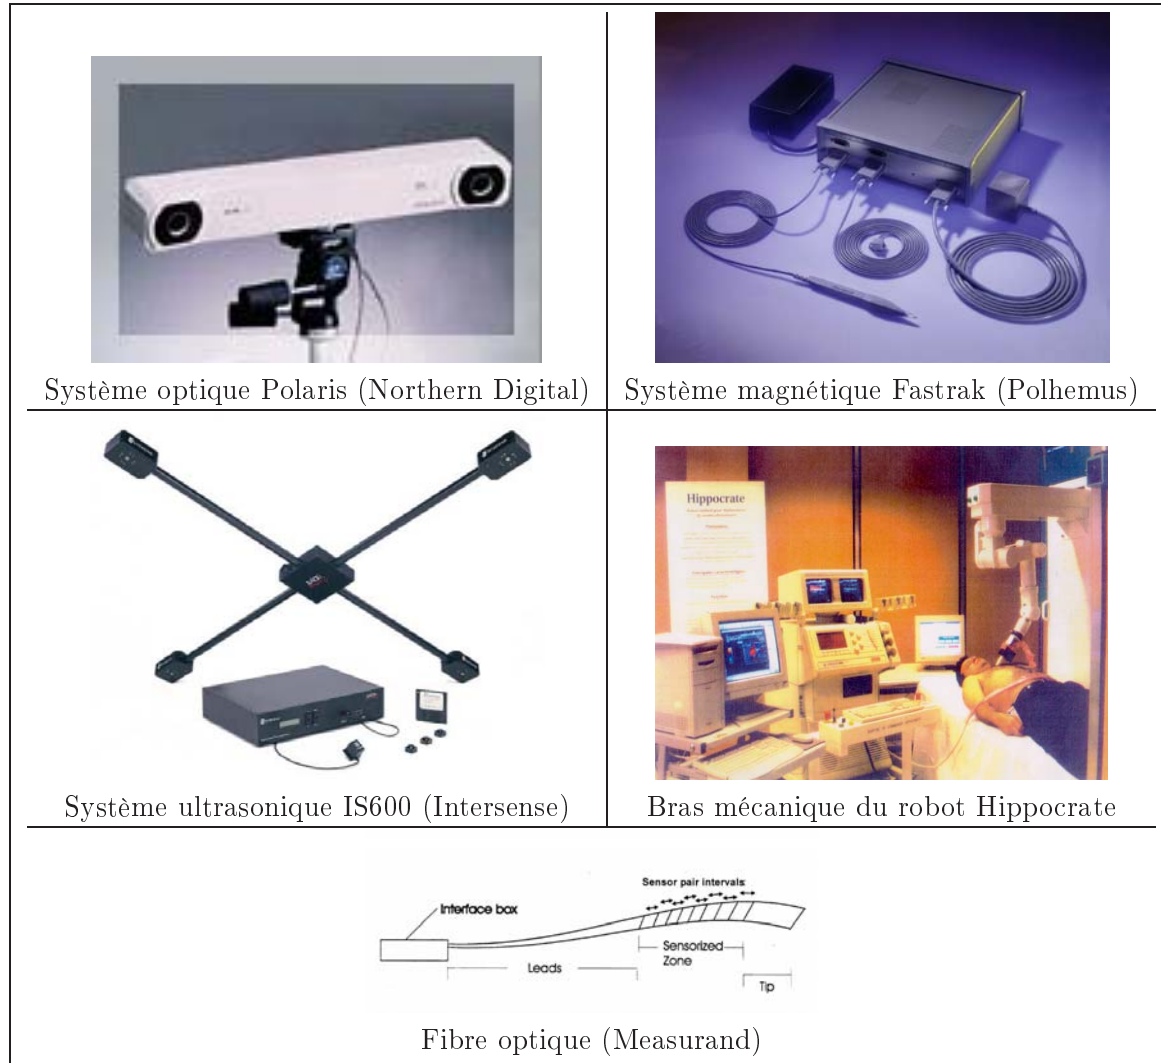 Système optique Polaris (Northern Digital)
Système magnétique Fastrak (Polhemus)
Système ultrasonique IS600 (Intersense)
Hippocrate
Bras mécanique du robot Hippocrate
Sensor pair intervals:
Interface box
Sensorized
Zone
Leads
Tip
Fibre optique (Measurand)